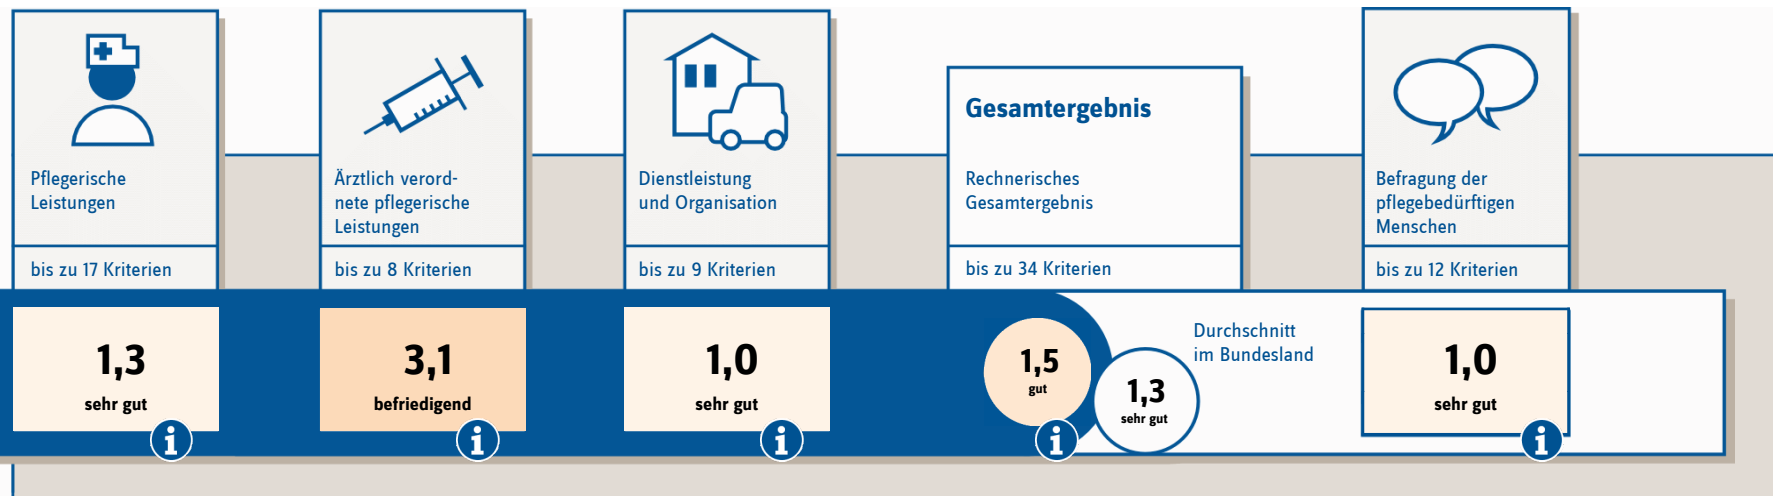 Pflegerische
Leistungen
bis zu 17 Kriterien
1,3
sehr gut
i
Ärztlich verord-
nete pflegerische
Leistungen
bis zu 8 Kriterien
3,1
befriedigend
i
Dienstleistung
und Organisation
bis zu 9 Kriterien
1,0
sehr gut
i
Gesamtergebnis
Rechnerisches
Gesamtergebnis
bis zu 34 Kriterien
1,5
gut
i
Durchschnitt
im Bundesland
1,3
sehr gut
Befragung der
pflegebedürftigen
Menschen
bis zu 12 Kriterien
1,0
sehr gut
i